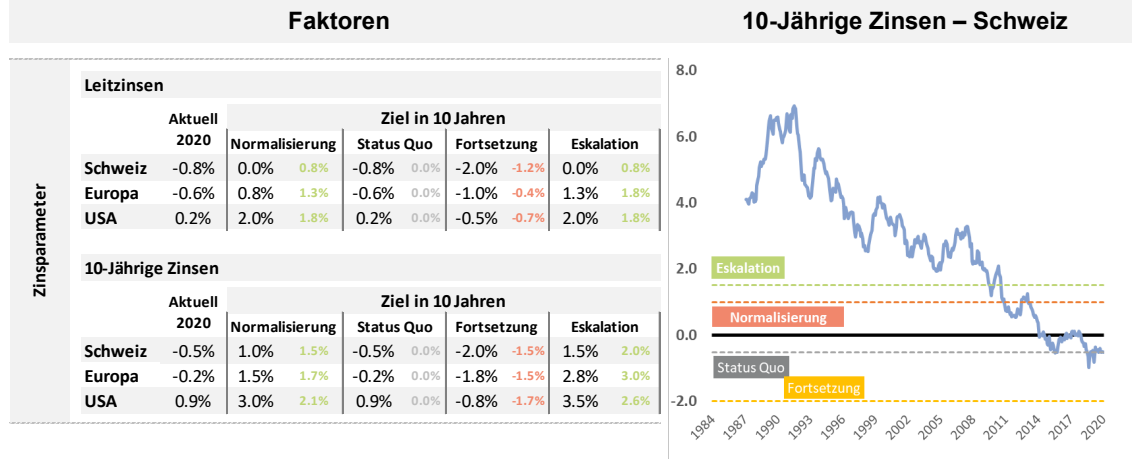 Faktoren
10-Jährige Zinsen – Schweiz
Zinsparameter
Leitzinsen
Aktuell 2020 Ziel in 10 Jahren
Normalisierung Status Quo Fortsetzung Eskalation
Schweiz -0.8% 0.0% 0.8% -0.8% 0.0% -2.0% -1.2% 0.0% 0.8%
Europa -0.6% 0.8% 1.3% -0.6% 0.0% -1.0% -0.4% 1.3% 1.8%
USA 0.2% 2.0% 1.8% 0.2% 0.0% -0.5% -0.7% 2.0% 1.8%
10-Jährige Zinsen
Aktuell 2020 Ziel in 10 Jahren
Normalisierung Status Quo Fortsetzung Eskalation
Schweiz -0.5% 1.0% 1.5% -0.5% 0.0% -2.0% -1.5% 1.5% 2.0%
Europa -0.2% 1.5% 1.7% -0.2% 0.0% -1.8% -1.5% 2.8% 3.0%
USA 0.9% 3.0% 2.1% 0.9% 0.0% -0.8% -1.7% 3.5% 2.6%
8.0
6.0
4.0
2.0
0.0
-2.0
Eskalation
Normalisierung
Status Quo
Fortsetzung
1984 1987 1990 1993 1996 1999 2002 2005 2008 2011 2014 2017 2020